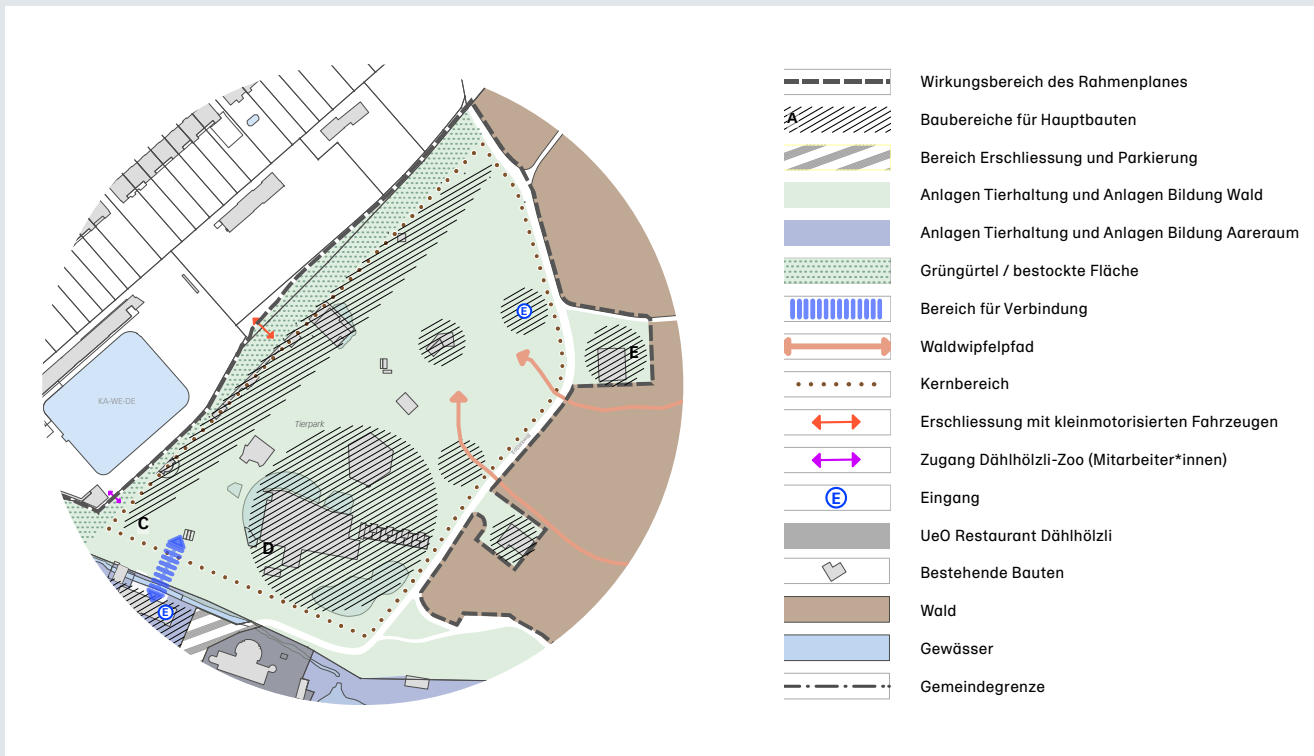 KA-WE-DE
Tierpark
E
E
C
D
E
Wirkungsbereich des Rahmenplanes
A
Baubereiche für Hauptbauten
Bereich Erschliessung und Parkierung
Anlagen Tierhaltung und Anlagen Bildung Wald
Anlagen Tierhaltung und Anlagen Bildung Aareraum
Grüngürtel / bestockte Fläche
Bereich für Verbindung
Waldwipfelpfad
Kernbereich
Erschliessung mit kleinmotorisierten Fahrzeugen
Zugang Dählhölzli-Zoo (Mitarbeiter*innen)
E
Eingang
UeO Restaurant Dählhölzli
Bestehende Bauten
Wald
Gewässer
Gemeindegrenze